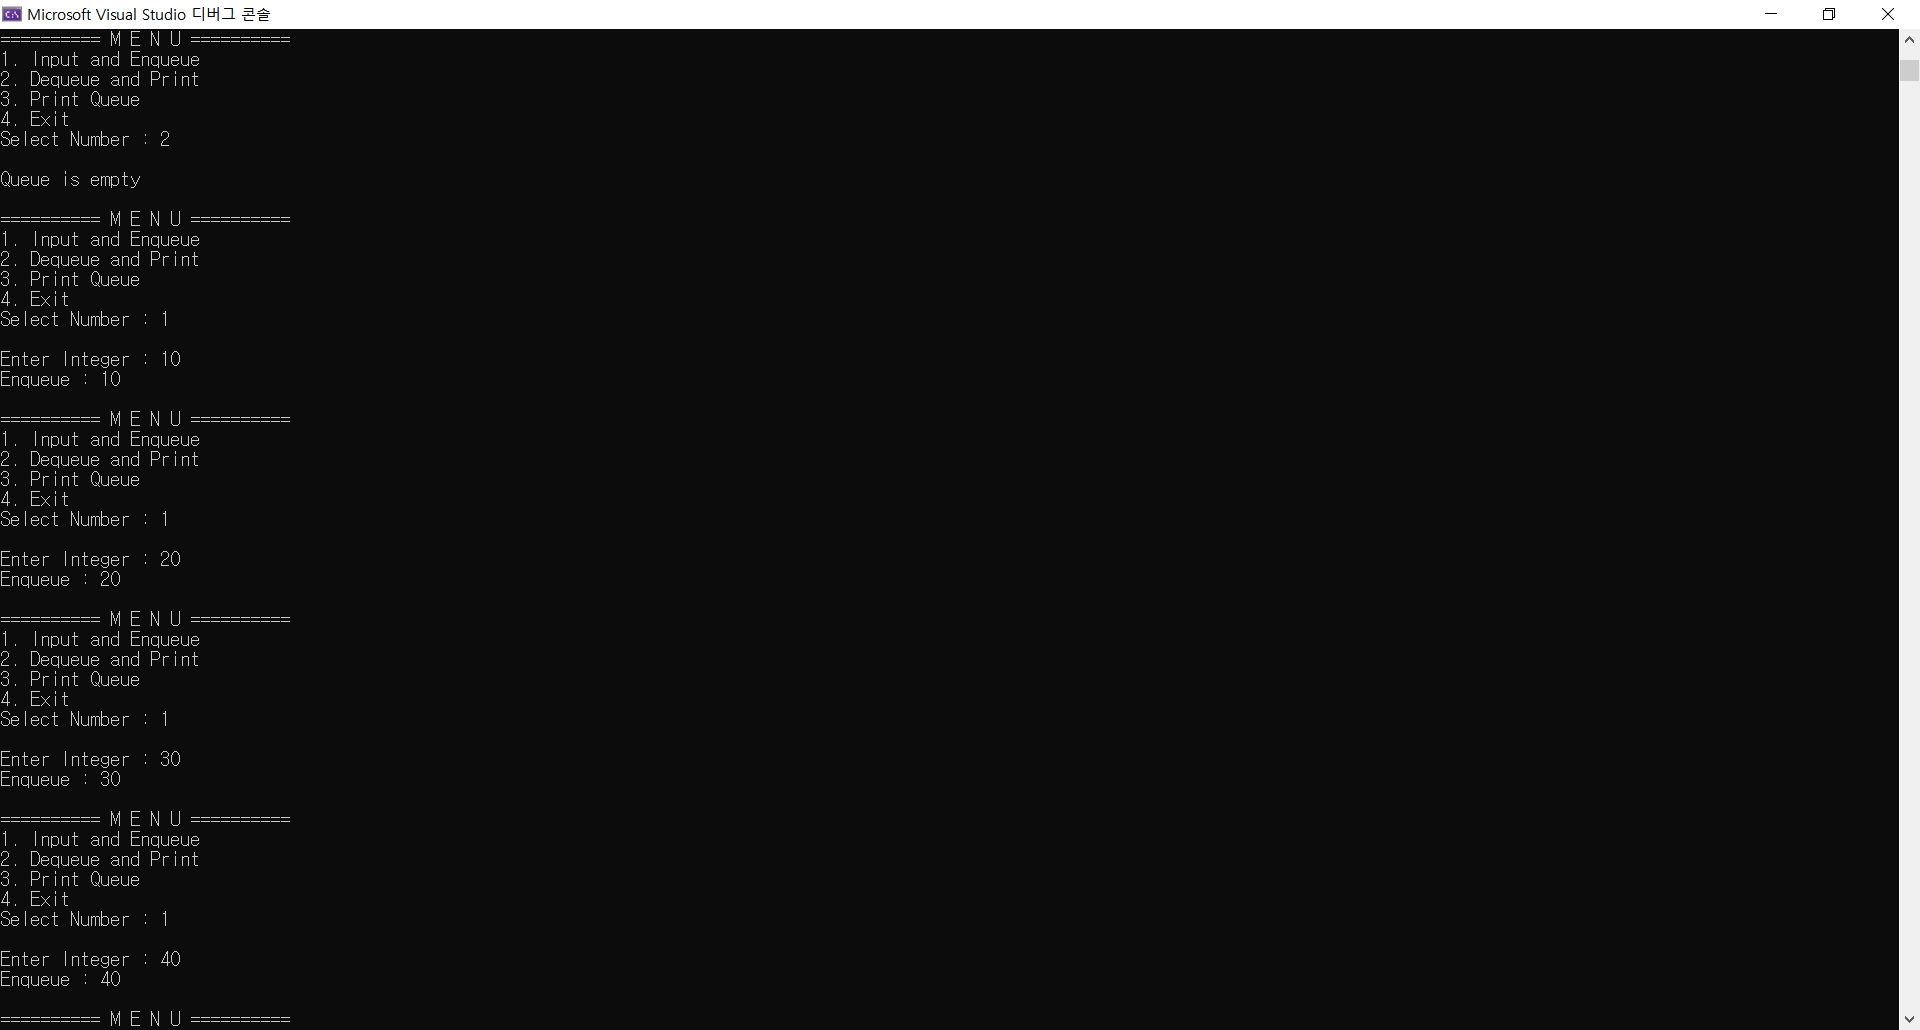 Microsoft Visual Studio 디버그 콘솔
========== M E N U ==========
1. Input and Enqueue
2. Dequeue and Print
3. Print Queue
4. Exit
Select Number : 2
Queue is empty
========== M E N U ==========
1. Input and Enqueue
2. Dequeue and Print
3. Print Queue
4. Exit
Select Number : 1
Enter Integer : 10
Enqueue : 10
========== M E N U ==========
1. Input and Enqueue
2. Dequeue and Print
3. Print Queue
4. Exit
Select Number : 1
Enter Integer : 20
Enqueue : 20
========== M E N U ==========
1. Input and Enqueue
2. Dequeue and Print
3. Print Queue
4. Exit
Select Number : 1
Enter Integer : 30
Enqueue : 30
========== M E N U ==========
1. Input and Enqueue
2. Dequeue and Print
3. Print Queue
4. Exit
Select Number : 1
Enter Integer : 40
Enqueue : 40
========== M E N U ==========